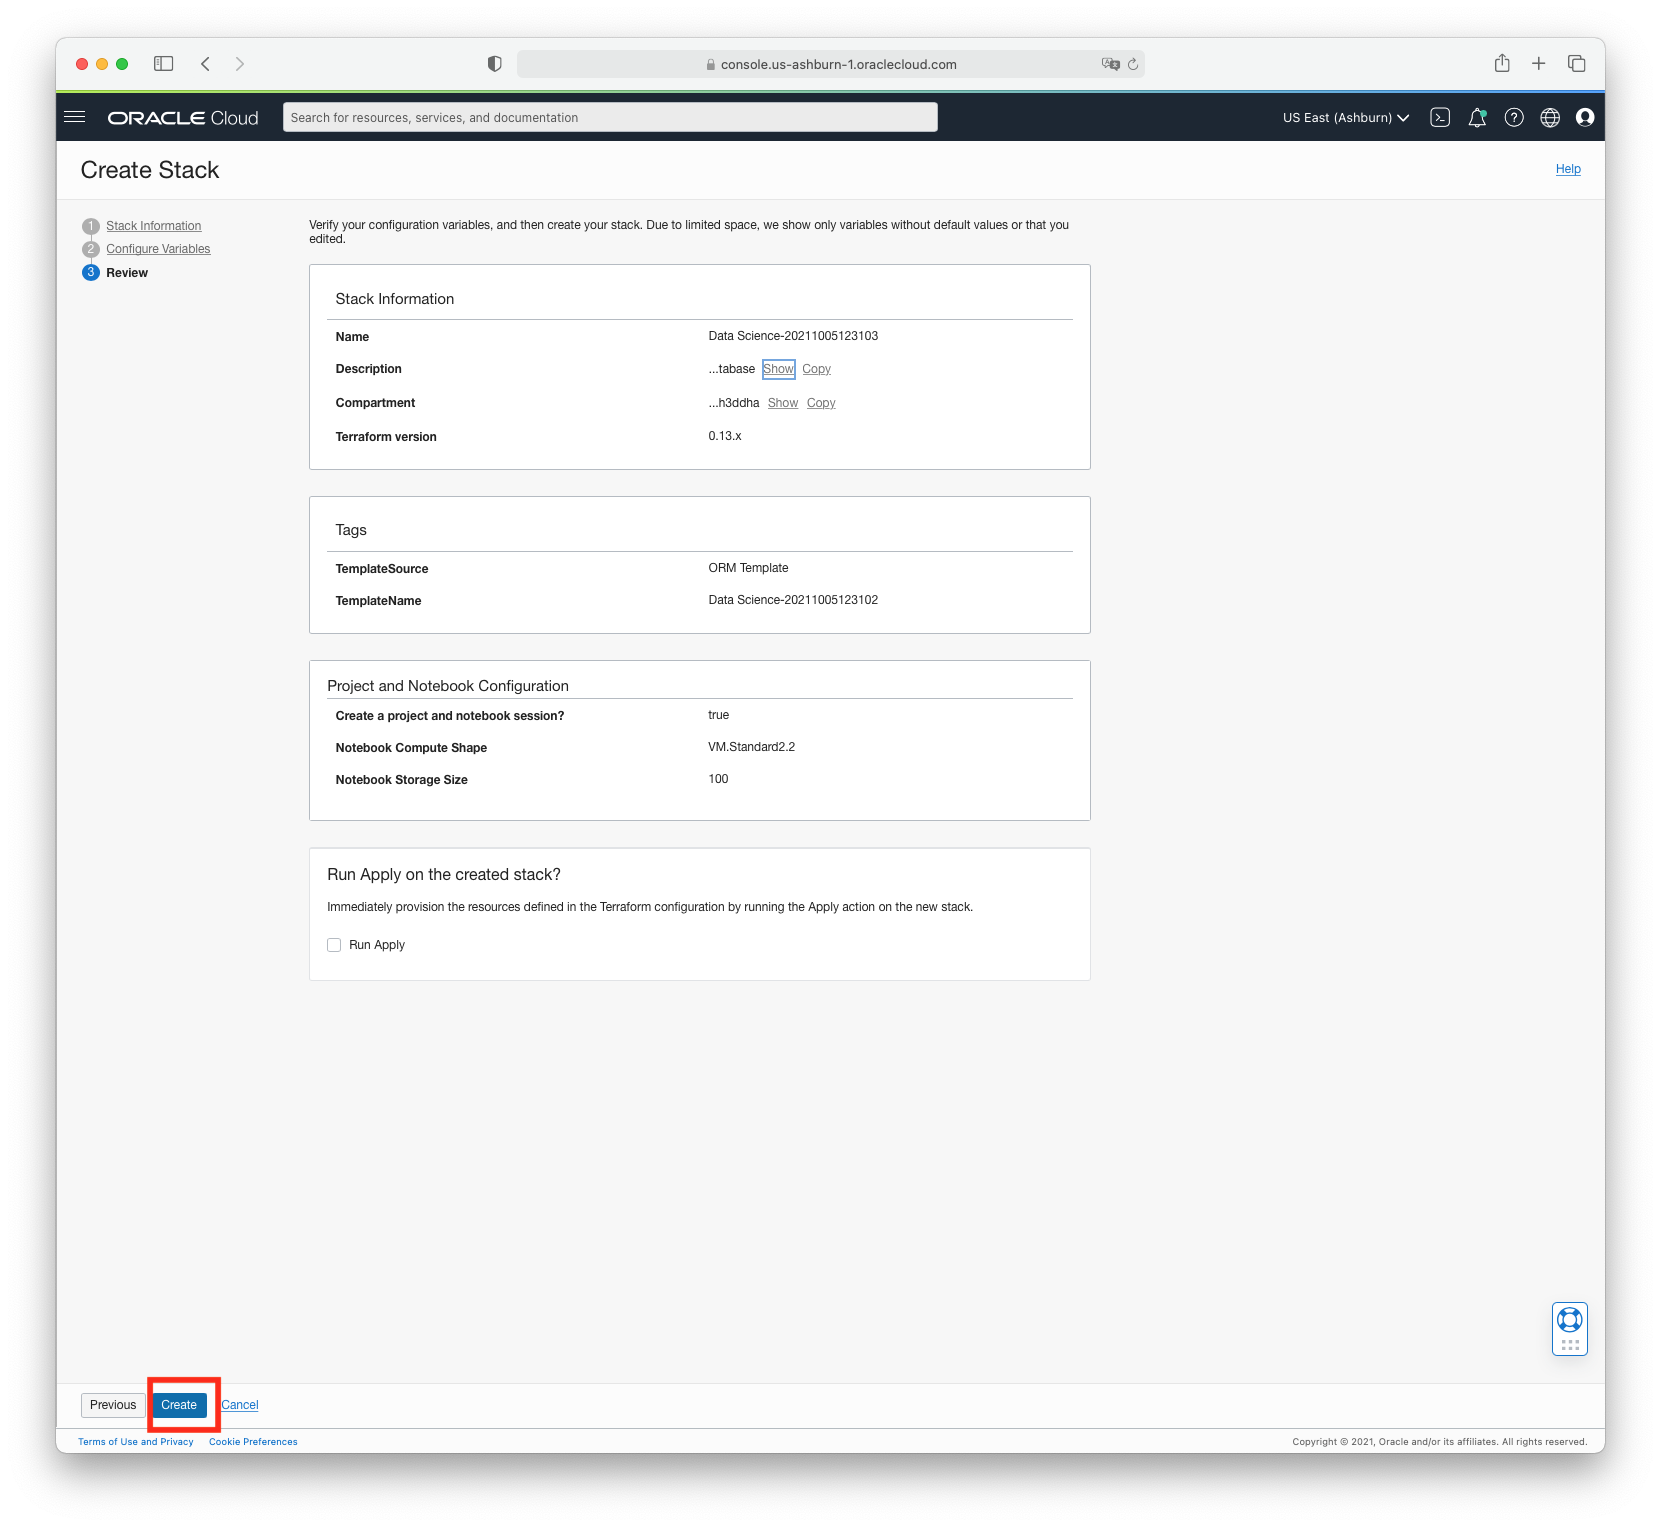 console.us-ashburn-1.oraclecloud.com
ORACLE Cloud
Search for resources, services, and documentation
US East (Ashburn)
Create Stack
Help
1 Stack Information
2 Configure Variables
3 Review
Verify your configuration variables, and then create your stack. Due to limited space, we show only variables without default values or that you
edited.
Stack Information
Name Data Science-20211005123103
Description ...tabase Show Copy
Compartment ...h3ddha Show Copy
Terraform version 0.13.x
Tags
TemplateSource ORM Template
TemplateName Data Science-20211005123102
Project and Notebook Configuration
Create a project and notebook session? true
Notebook Compute Shape VM.Standard2.2
Notebook Storage Size 100
Run Apply on the created stack?
Immediately provision the resources defined in the Terraform configuration by running the Apply action on the new stack.
Run Apply
Previous Create Cancel
Terms of Use and Privacy Cookie Preferences
Copyright © 2021, Oracle and/or its affiliates. All rights reserved.